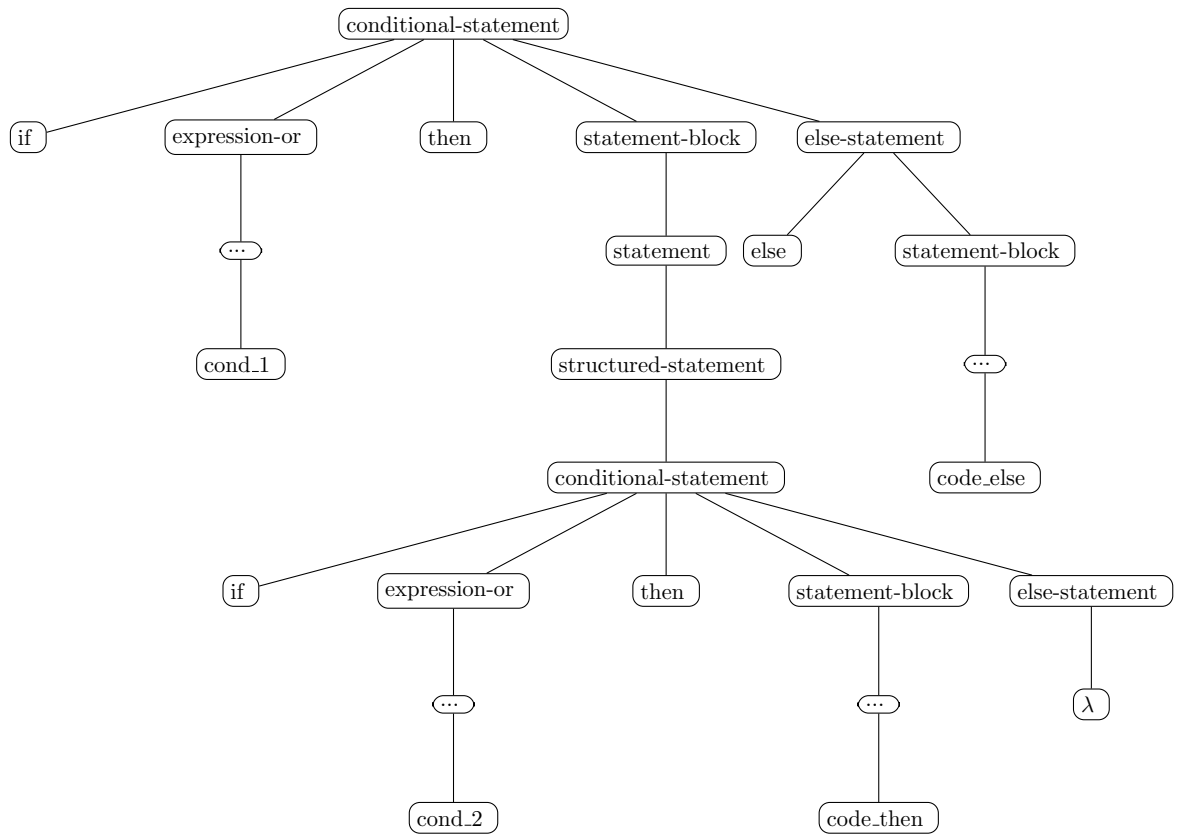 conditional-statement
if
expression-or
then
statement-block
else-statement
...
statement
else
statement-block
cond_1
structured-statement
...
conditional-statement
code_else
if
expression-or
then
statement-block
else-statement
...
...
λ
cond_2
code_then